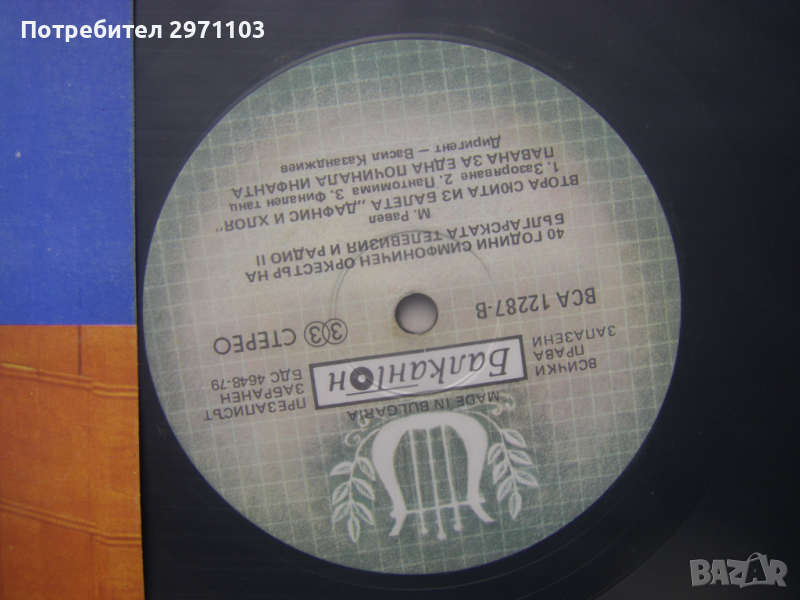 Потребител 2971103
MADE IN BULGARIA
ВСИЧКИ
ПРАВА
ЗАПАЗЕНИ
Балкантон
ПРЕЗАПИСЪТ
ЗАБРАНЕН
БДС 4648-79
ВСА 12287-В
33 СТЕРЕО
40 ГОДИНИ СИМФОНИЧЕН ОРКЕСТЪР НА
БЪЛГАРСКАТА ТЕЛЕВИЗИЯ И РАДИО II
М. Равел
ВТОРА СЮИТА ИЗ БАЛЕТА „ДАФНИС И ХЛОЯ"
1. Зазоряване 2. Пантомима 3. Финален танц
ПАВАНА ЗА ЕДНА ПОЧИНАЛА ИНФАНТА
Диригент — Васил Казанджиев
BAZAR